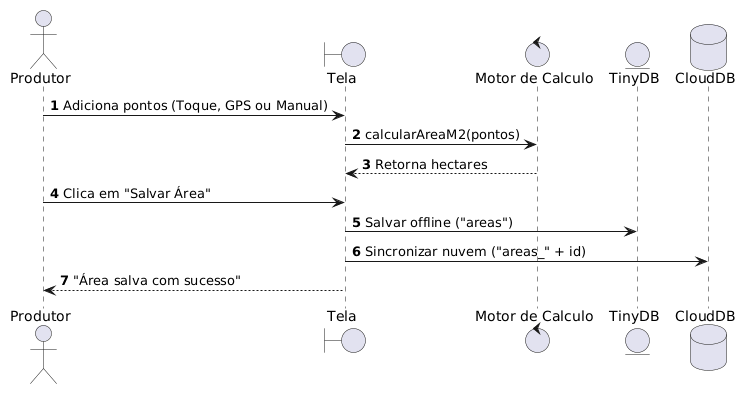 Produtor
Tela
Motor de Calculo
TinyDB
CloudDB
1 Adiciona pontos (Toque, GPS ou Manual)
2 calcularAreaM2(pontos)
3 Retorna hectares
4 Clica em "Salvar Área"
5 Salvar offline ("areas")
6 Sincronizar nuvem ("areas_" + id)
7 "Área salva com sucesso"
Produtor
Tela
Motor de Calculo
TinyDB
CloudDB